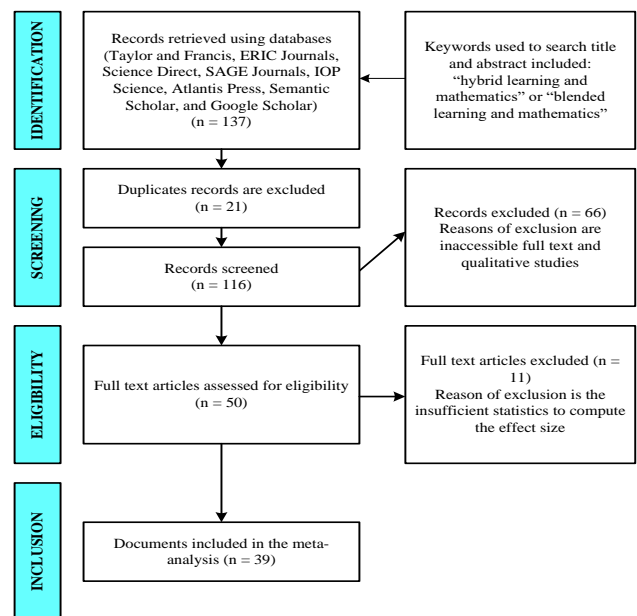 IDENTIFICATION
Records retrieved using databases
(Taylor and Francis, ERIC Journals,
Science Direct, SAGE Journals, IOP
Science, Atlantis Press, Semantic
Scholar, and Google Scholar)
(n = 137)
Keywords used to search title
and abstract included:
“hybrid learning and
mathematics” or “blended
learning and mathematics”
SCREENING
Duplicates records are excluded
(n = 21)
Records screened
(n = 116)
Records excluded (n = 66)
Reasons of exclusion are
inaccessible full text and
qualitative studies
ELIGIBILITY
Full text articles assessed for eligibility
(n = 50)
Full text articles excluded (n =
11)
Reason of exclusion is the
insufficient statistics to compute
the effect size
INCLUSION
Documents included in the meta-
analysis (n = 39)